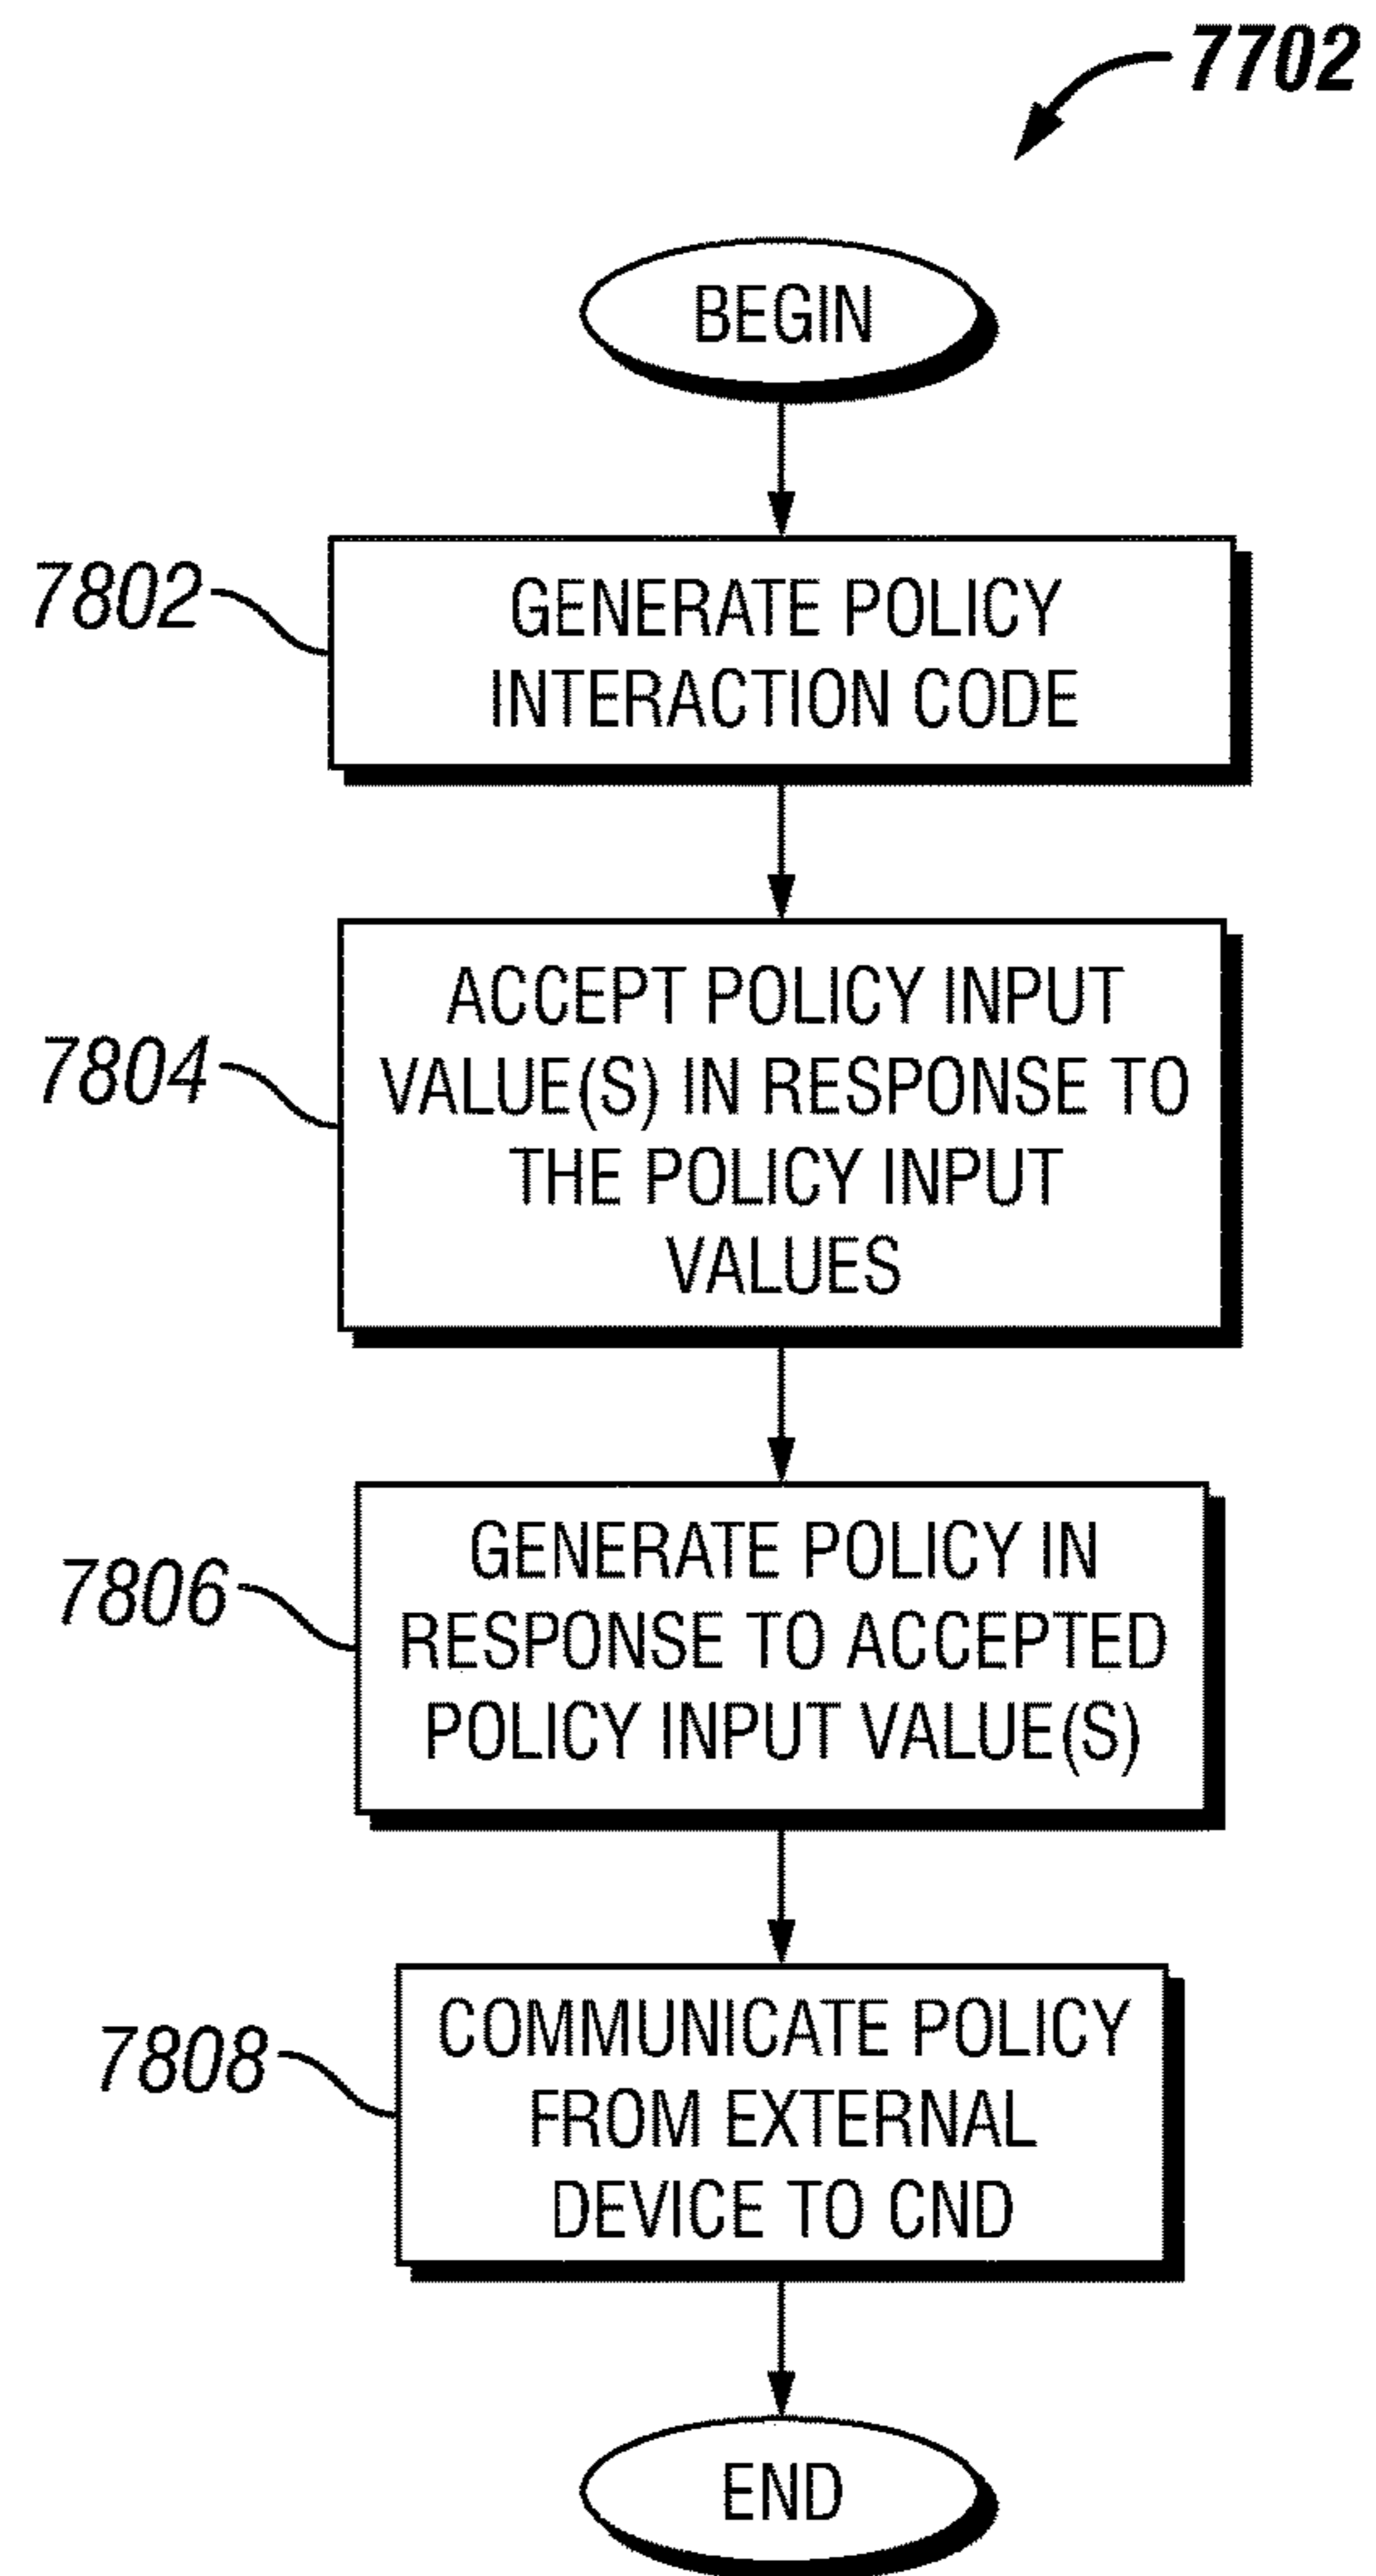 7702
BEGIN
7802
GENERATE POLICY
INTERACTION CODE
7804
ACCEPT POLICY INPUT
VALUE(S) IN RESPONSE TO
THE POLICY INPUT
VALUES
7806
GENERATE POLICY IN
RESPONSE TO ACCEPTED
POLICY INPUT VALUE(S)
7808
COMMUNICATE POLICY
FROM EXTERNAL
DEVICE TO CND
END